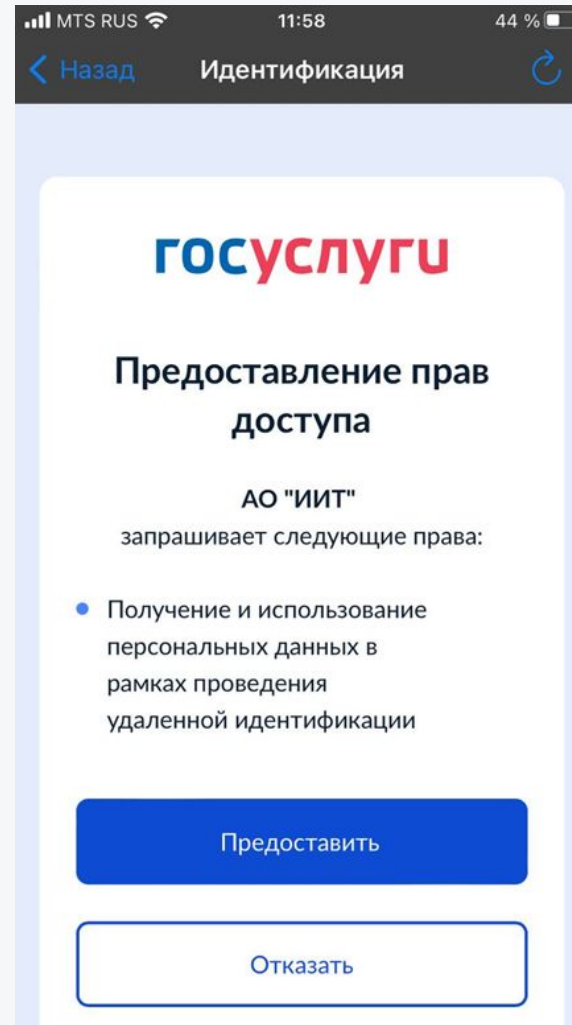 MTS RUS 11:58 44 %
Назад Идентификация
госуслуги
Предоставление прав
доступа
АО "ИИТ"
запрашивает следующие права:
• Получение и использование
персональных данных в
рамках проведения
удаленной идентификации
Предоставить
Отказать